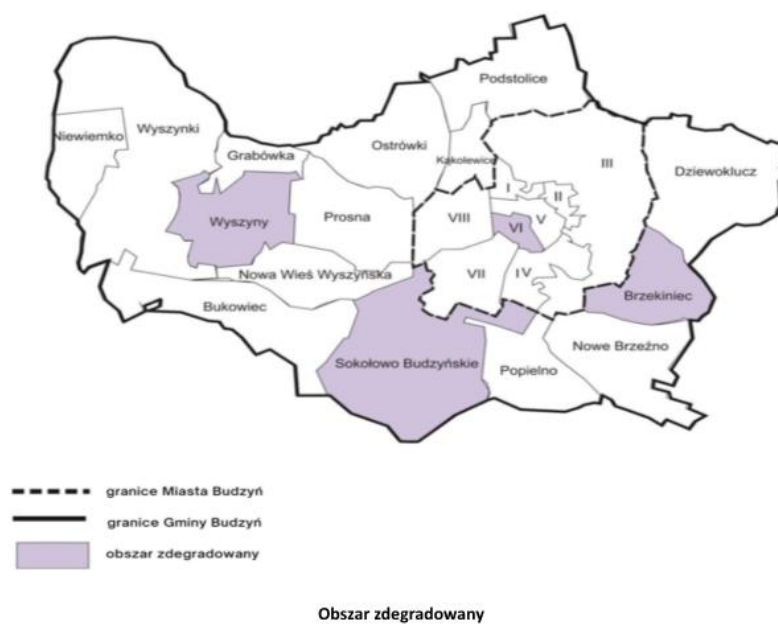 Podstolice
Wyszynki
Niewiemko
Ostrówki
Grabówka
Kąkolewice
III
Dziewoklucz
I
II
Wyszyny
Prosna
VIII
VI
V
Nowa Wieś Wyszyńska
VII
IV
Bukowiec
Brzekiniec
Nowe Brzeźno
Sokołowo Budzyńskie
Popielno
granice Miasta Budzyń
granice Gminy Budzyń
obszar zdegradowany
Obszar zdegradowany